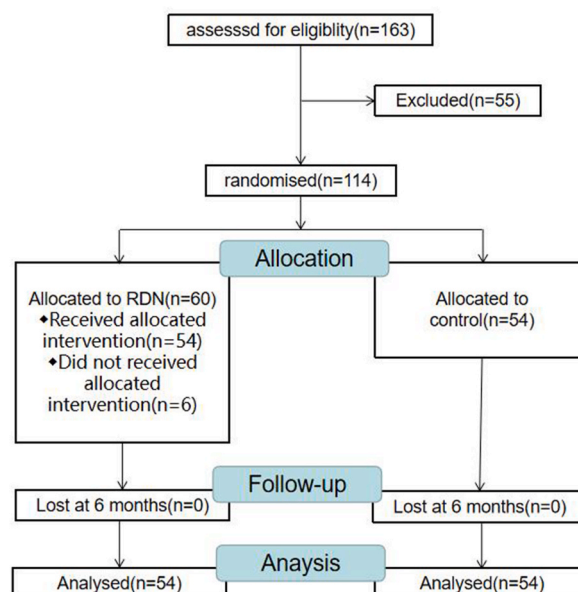 assesssd for eligiblity(n=163)
Excluded(n=55)
randomised(n=114)
Allocation
Allocated to RDN(n=60)
◆Received allocated
intervention(n=54)
◆Did not received
allocated
intervention(n=6)
Allocated to
control(n=54)
Follow-up
Lost at 6 months(n=0)
Lost at 6 months(n=0)
Anaysis
Analysed(n=54)
Analysed(n=54)